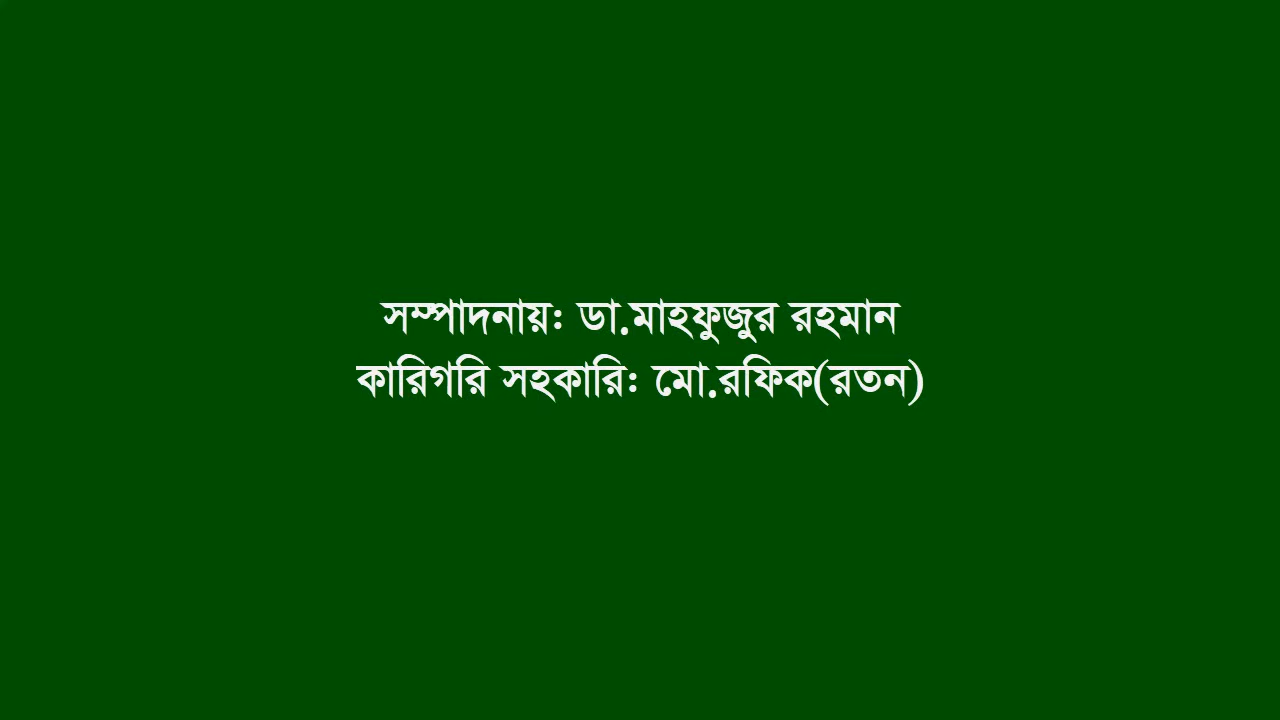 সম্পাদনায়ঃ ডা.মাহফুজুর রহমান
কারিগরি সহকারিঃ মো.রফিক(রতন)